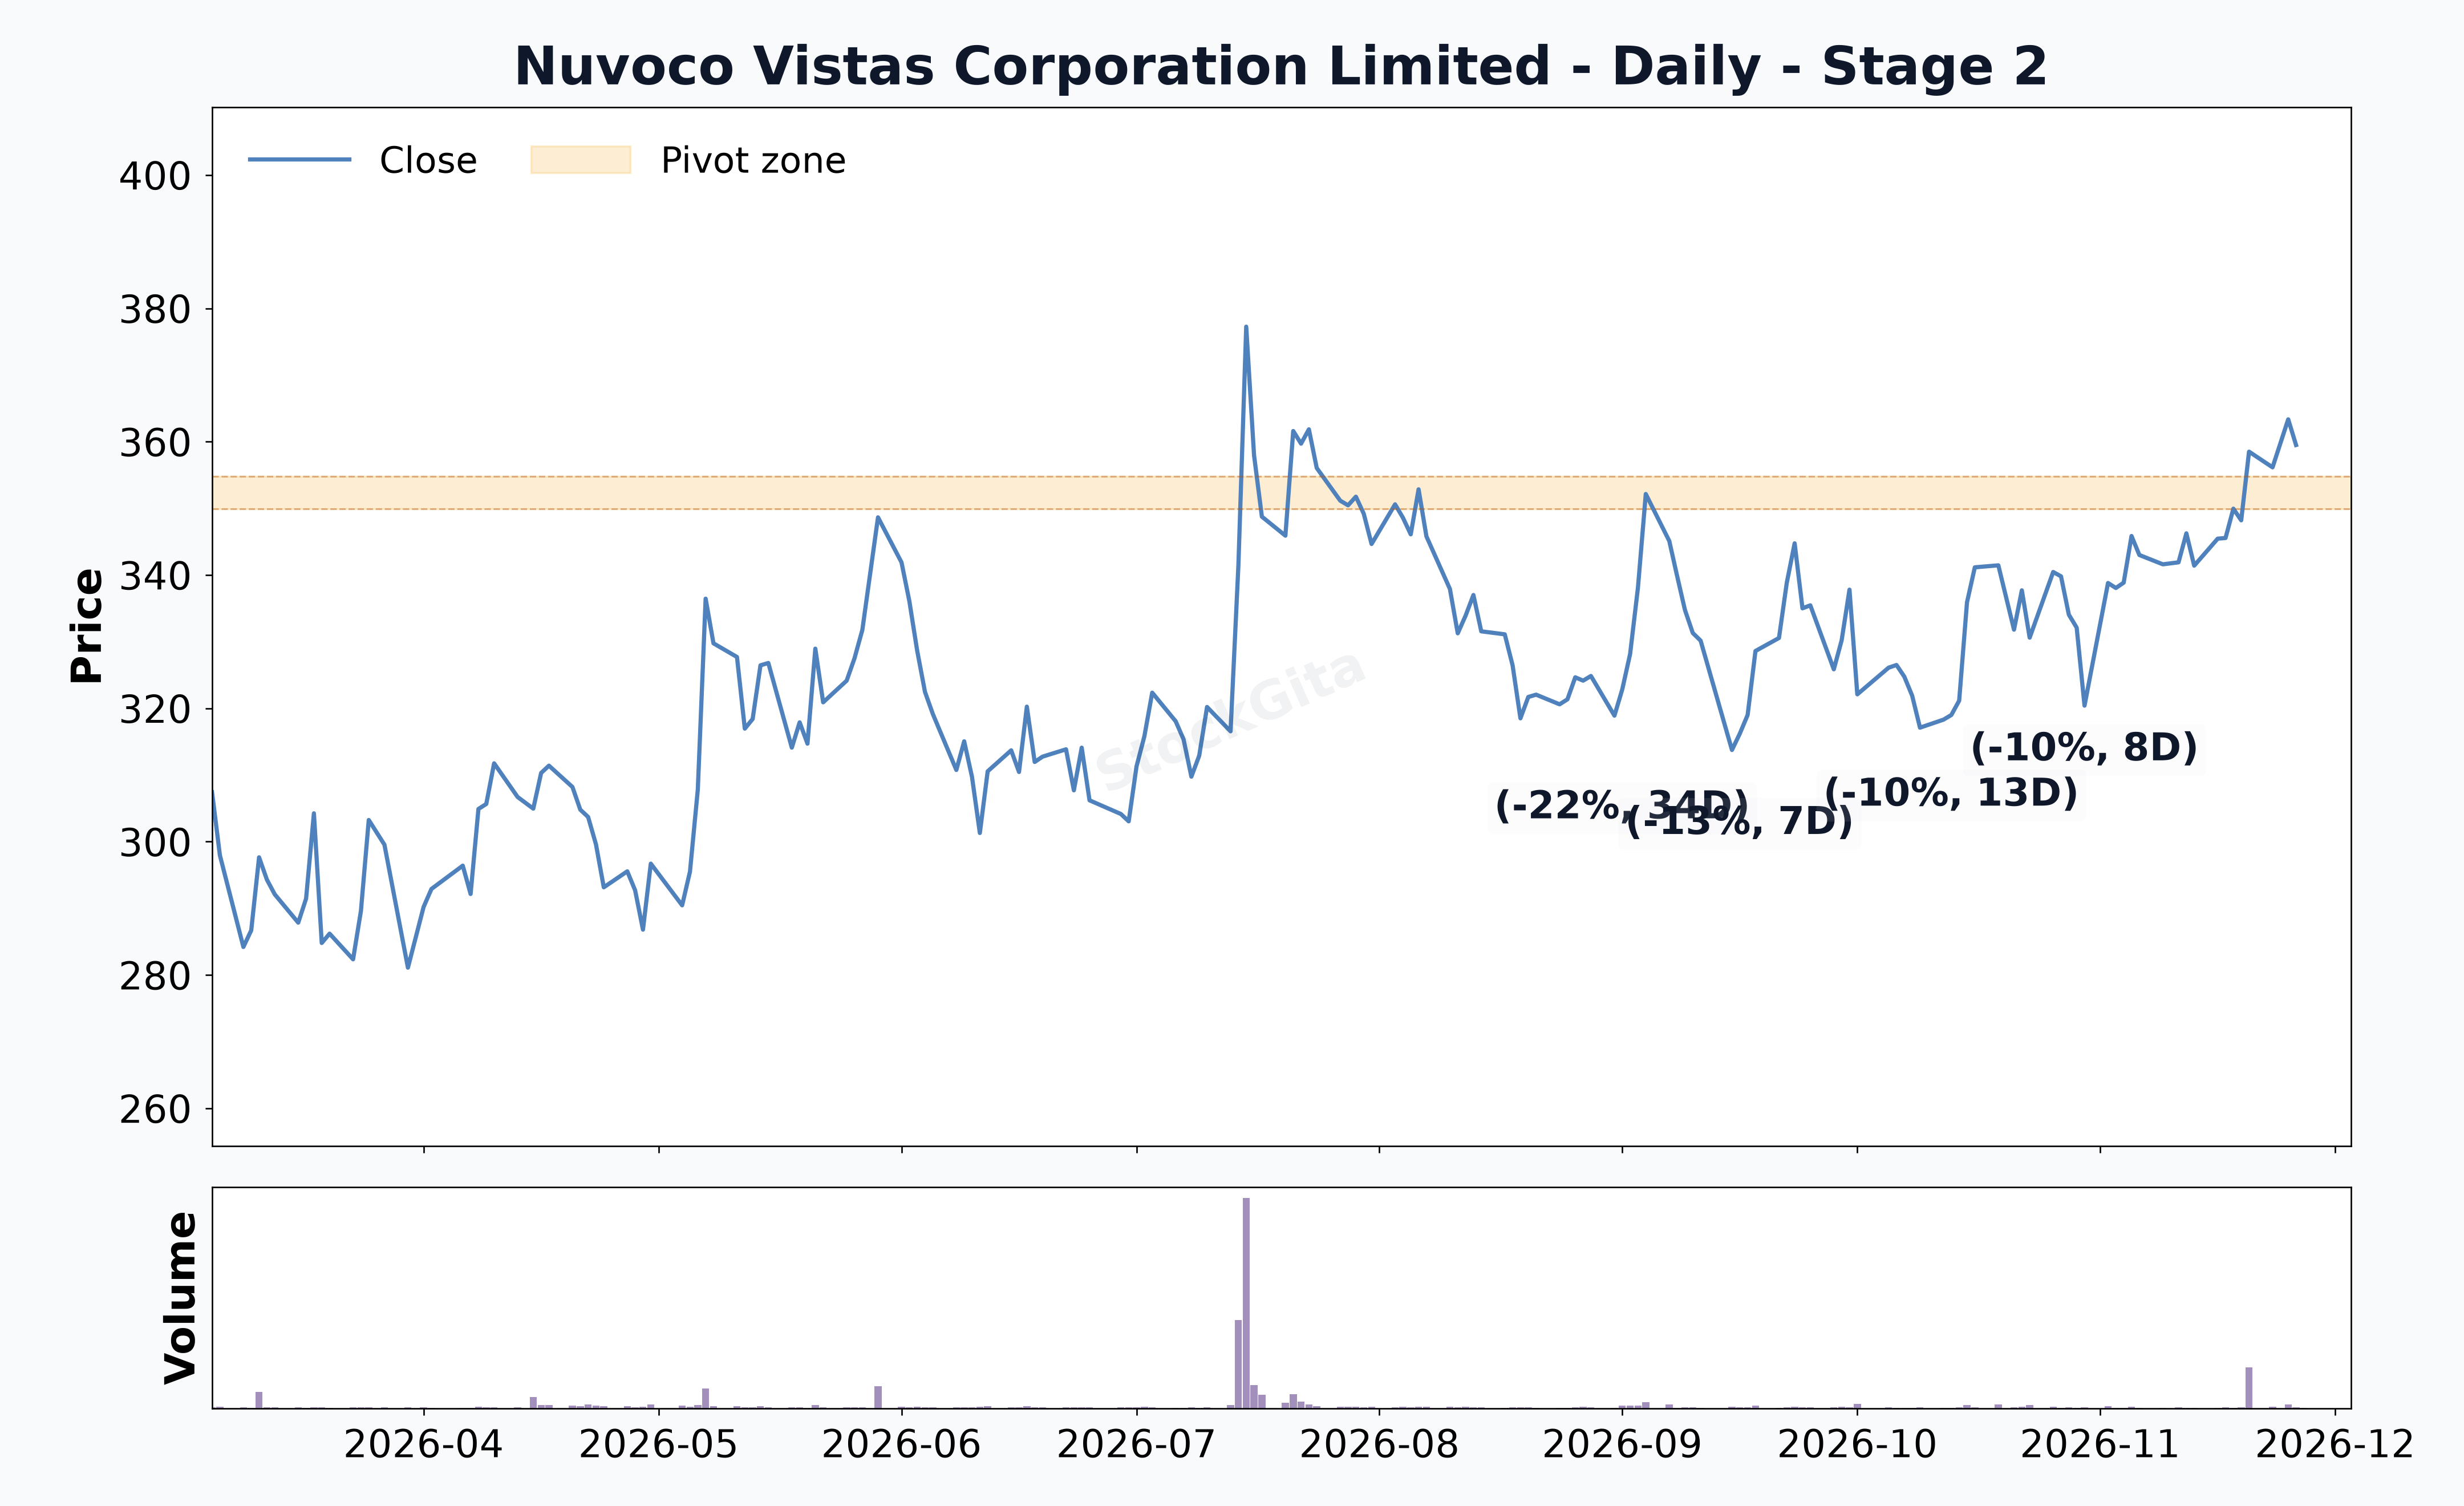 Nuvoco Vistas Corporation Limited - Daily - Stage 2
Close
Pivot zone
400
380
360
340
320
300
280
260
Price
StockGita
(-10%, 8D)
(-10%, 13D)
(-22%, 34D)
(-13%, 7D)
Volume
2026-04
2026-05
2026-06
2026-07
2026-08
2026-09
2026-10
2026-11
2026-12